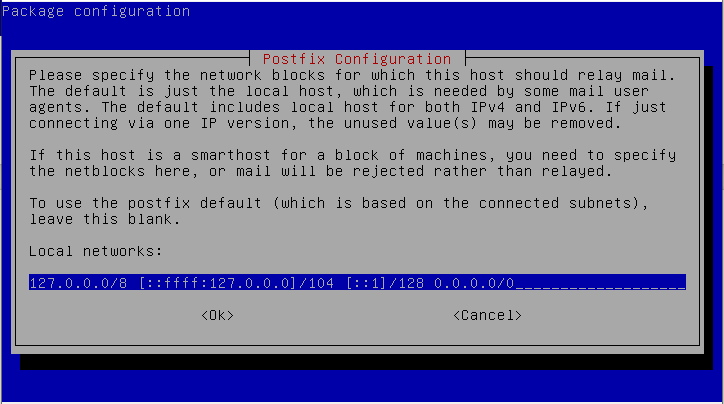 Package configuration
Postfix Configuration
Please specify the network blocks for which this host should relay mail.
The default is just the local host, which is needed by some mail user
agents. The default includes local host for both IPv4 and IPv6. If just
connecting via one IP version, the unused value(s) may be removed.
If this host is a smarthost for a block of machines, you need to specify
the netblocks here, or mail will be rejected rather than relayed.
To use the postfix default (which is based on the connected subnets),
leave this blank.
Local networks:
127.0.0.0/8 [::ffff:127.0.0.0]/104 [::1]/128 0.0.0.0/0___________________
<Ok> <Cancel>